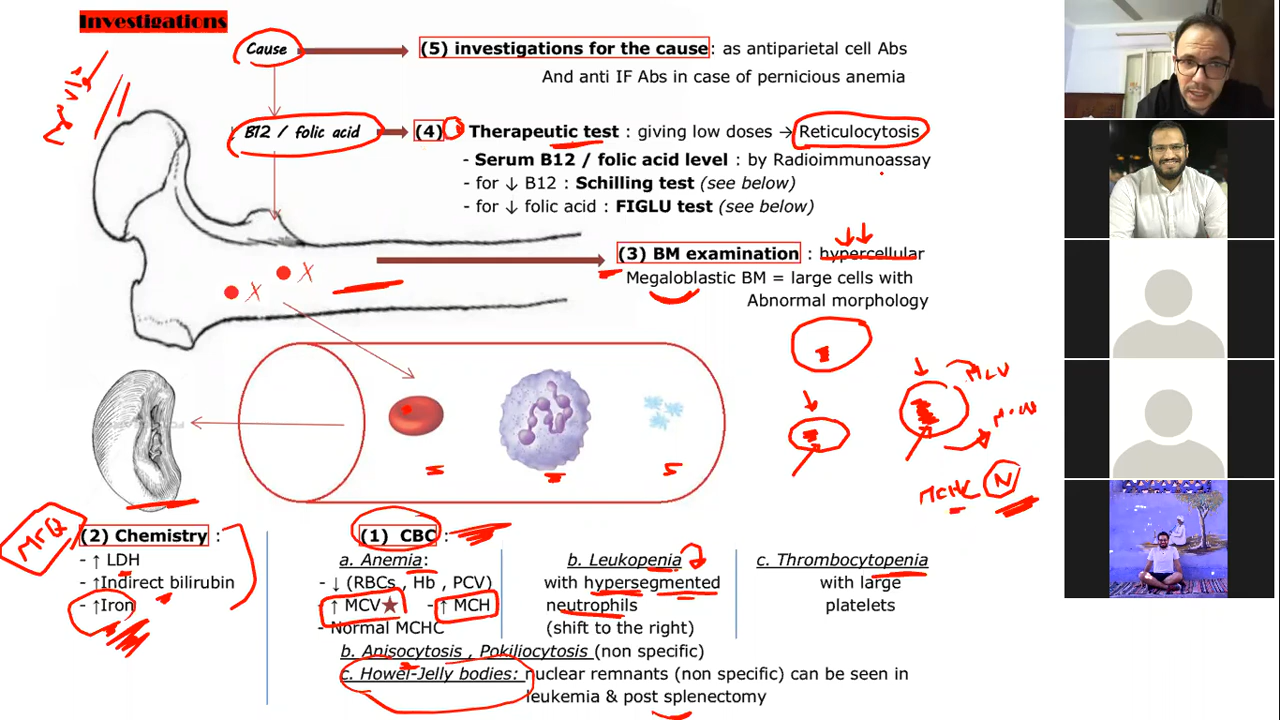 Investigations
Cause
(5) investigations for the cause: as antiparietal cell Abs
And anti IF Abs in case of pernicious anemia
B12 / folic acid
(4) Therapeutic test : giving low doses → Reticulocytosis
- Serum B12 / folic acid level : by Radioimmunoassay
- for ↓ B12 : Schilling test (see below)
- for ↓ folic acid : FIGLU test (see below)
(3) BM examination : hypercellular
Megaloblastic BM = large cells with
Abnormal morphology
X X
MCV
MCH
MCHC N
MCQ
(2) Chemistry :
- ↑ LDH
- ↑Indirect bilirubin
- ↑Iron
(1) CBC :
a. Anemia:
- ↓ (RBCs , Hb , PCV)
- ↑ MCV★ - ↑ MCH
- Normal MCHC
b. Leukopenia
with hypersegmented
neutrophils
(shift to the right)
c. Thrombocytopenia
with large
platelets
b. Anisocytosis , Pokiliocytosis (non specific)
c. Howel-Jelly bodies: nuclear remnants (non specific) can be seen in
leukemia & post splenectomy